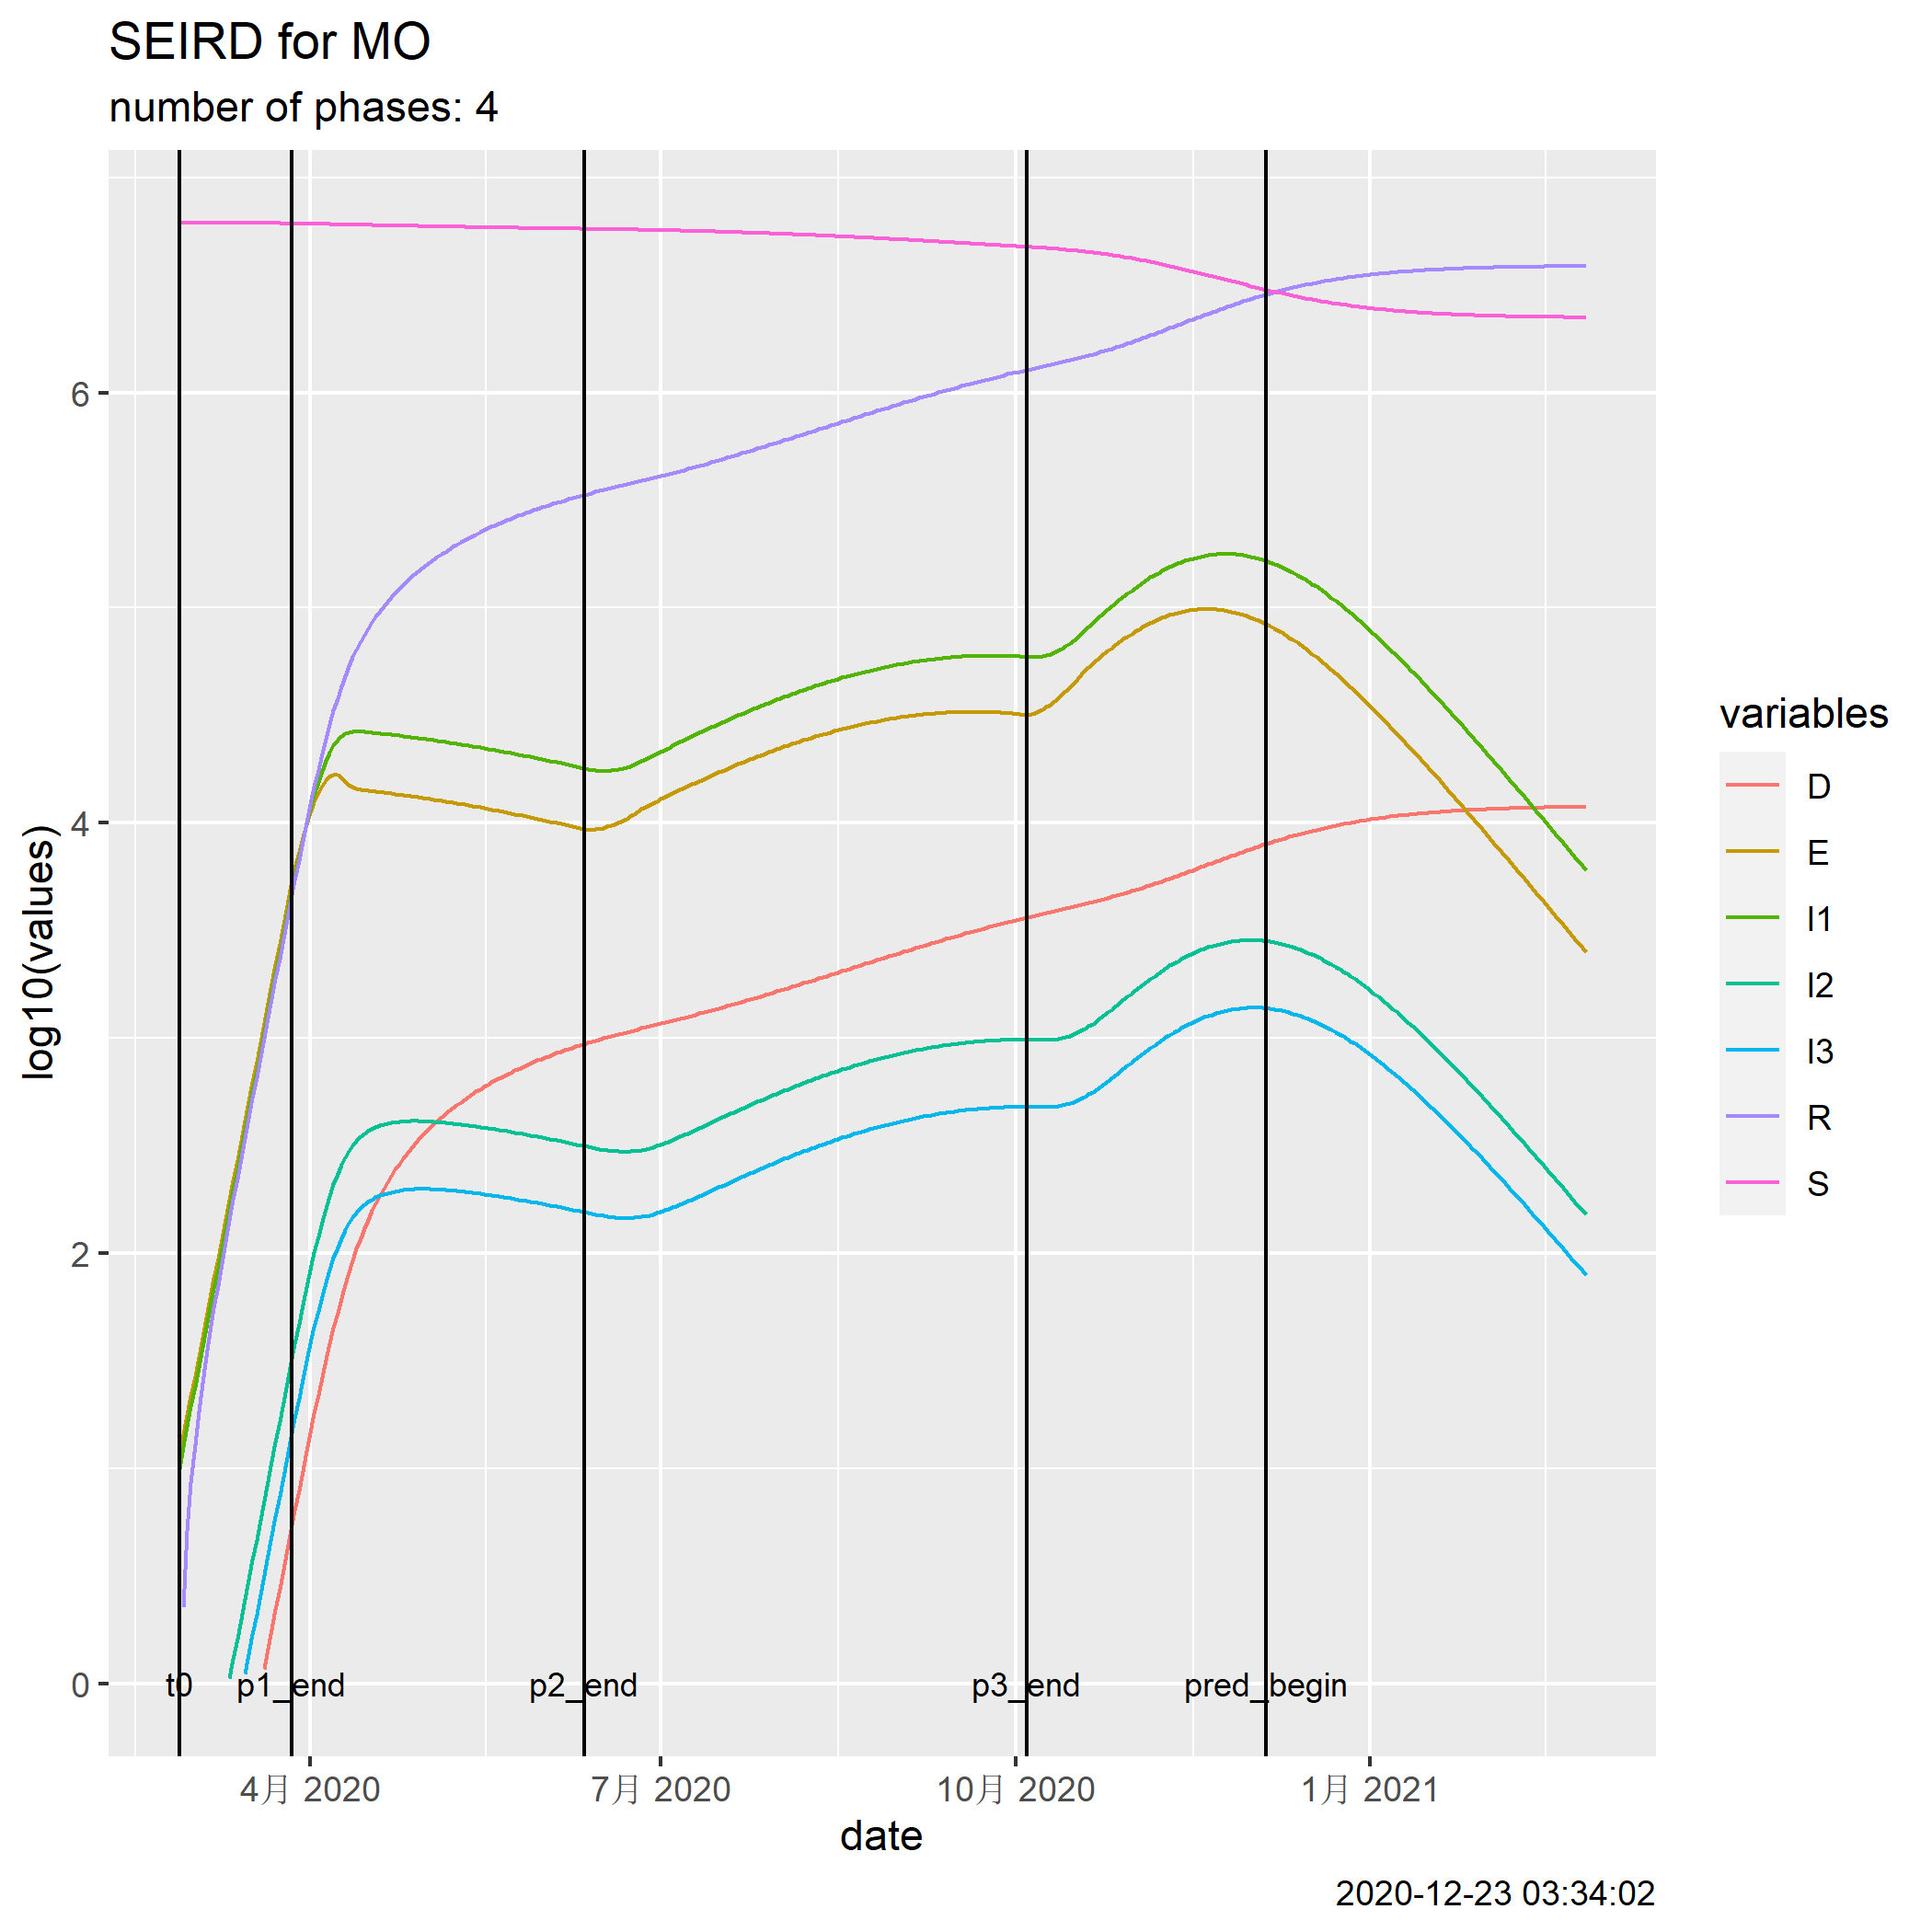 SEIRD for MO
number of phases: 4
log10(values)
6
4
2
0
t0
p1_end
p2_end
p3_end
pred_begin
4月 2020
7月 2020
10月 2020
1月 2021
date
variables
D
E
I1
I2
I3
R
S
2020-12-23 03:34:02